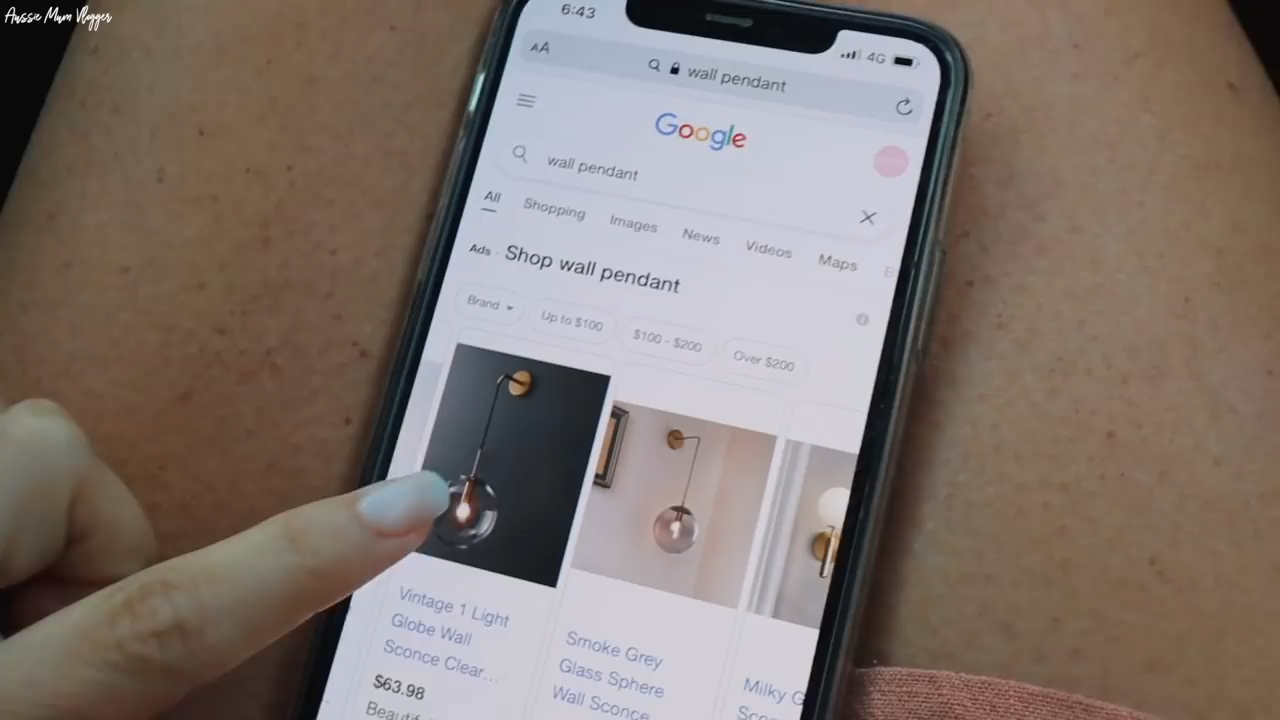 Aussie Mum Vlogger
6:43
4G
AA
wall pendant
Google
wall pendant
All Shopping Images News Videos Maps
Ads · Shop wall pendant
Brand Up to $100 $100 - $200 Over $200
Vintage 1 Light
Globe Wall
Sconce Clear...
$63.98
Smoke Grey
Glass Sphere
Wall Sconce
Milky G